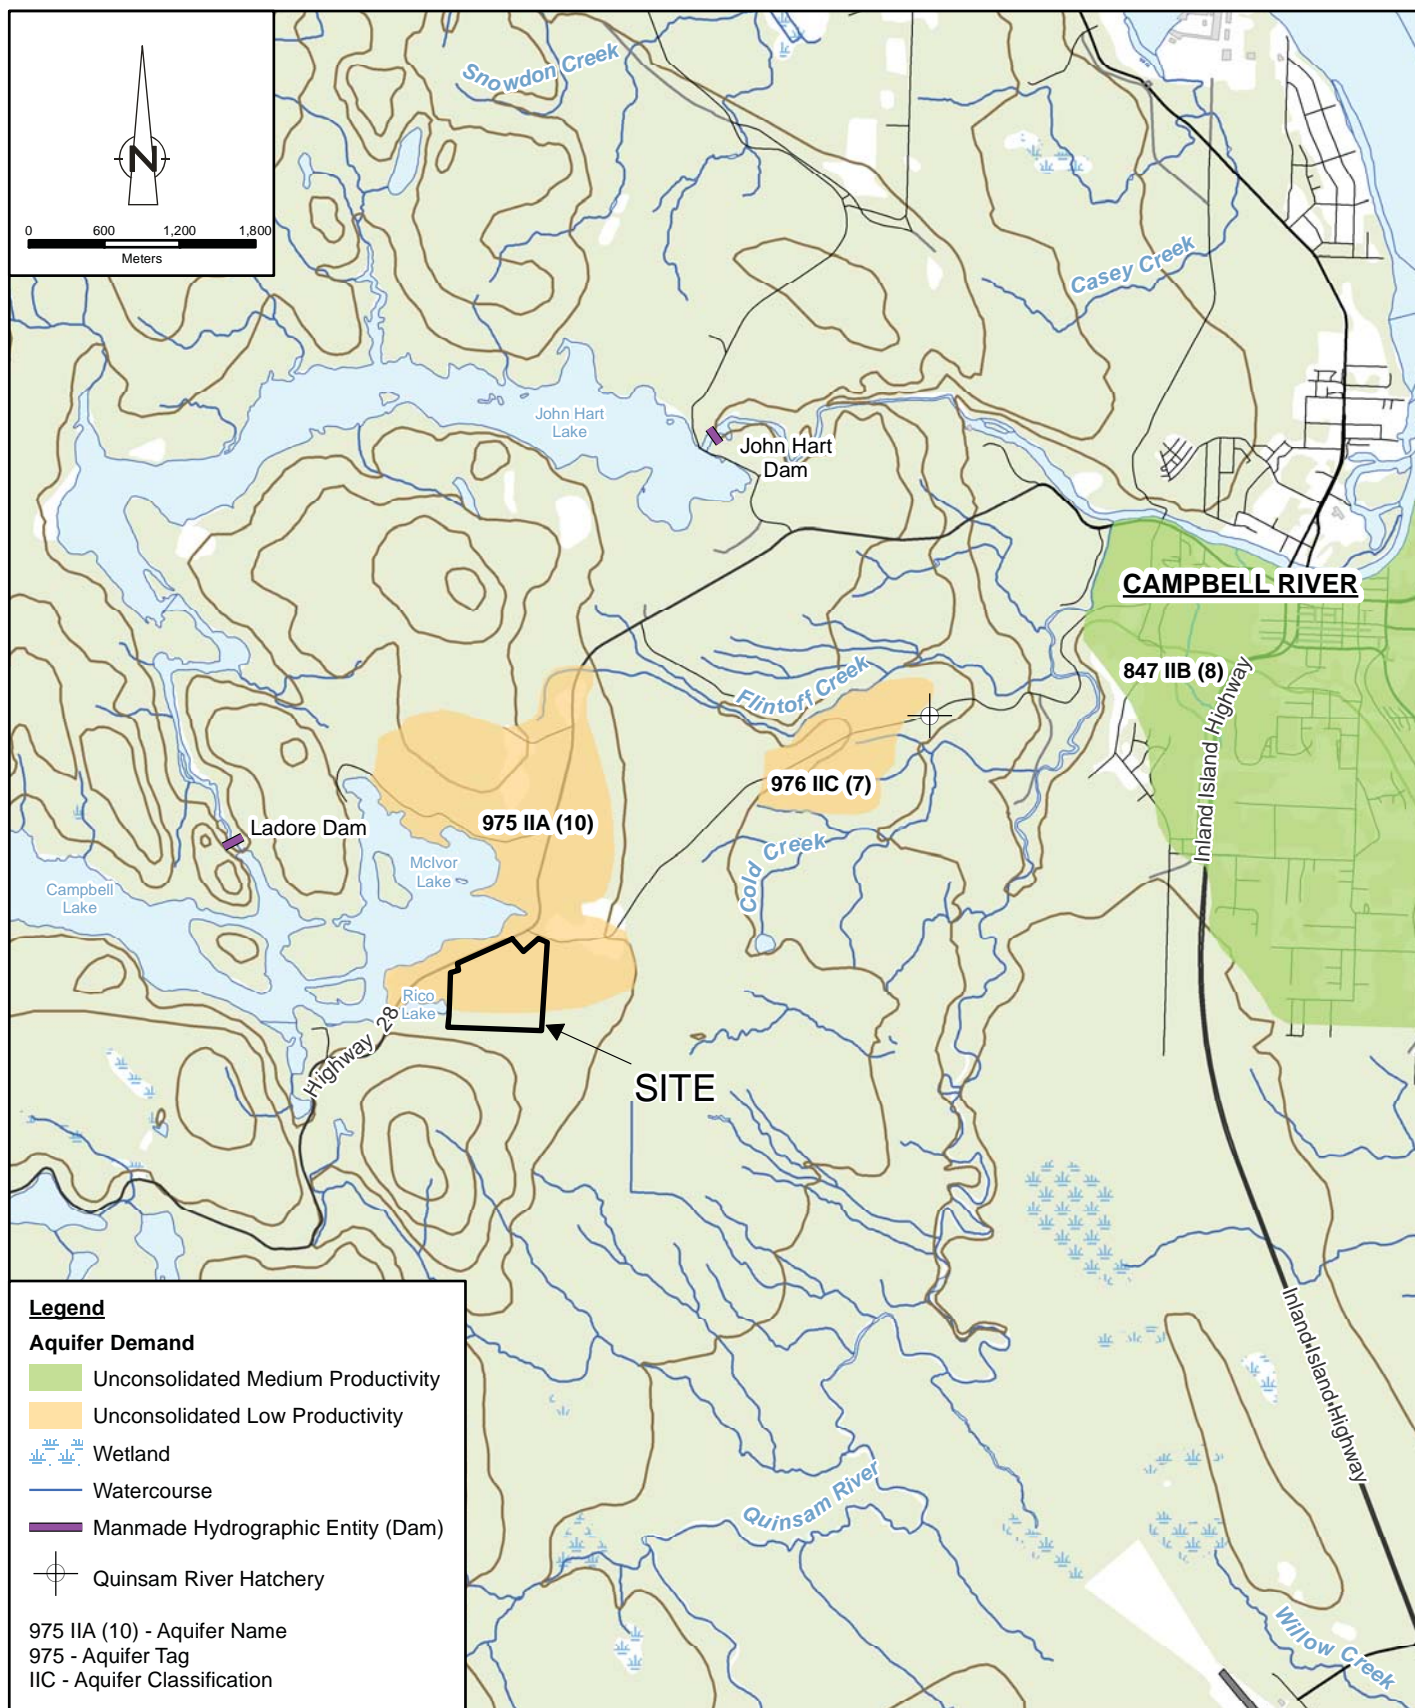 N
0 600 1,200 1,800
Meters
Snowdon Creek
Casey Creek
John Hart
Lake
John Hart
Dam
CAMPBELL RIVER
847 IIB (8)
Inland Island Highway
Flintoff Creek
976 IIC (7)
975 IIA (10)
Ladore Dam
McIvor
Lake
Cold Creek
Campbell
Lake
Rico
Lake
Highway 28
SITE
Inland Island Highway
Quinsam River
Willow Creek
Legend
Aquifer Demand
Unconsolidated Medium Productivity
Unconsolidated Low Productivity
Wetland
Watercourse
Manmade Hydrographic Entity (Dam)
Quinsam River Hatchery
975 IIA (10) - Aquifer Name
975 - Aquifer Tag
IIC - Aquifer Classification